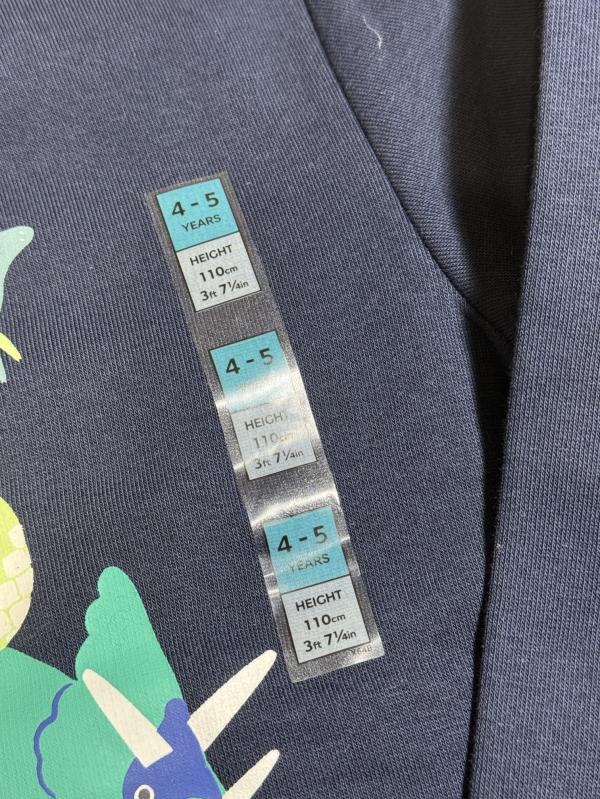 4 - 5
YEARS
HEIGHT
110cm
3ft 7¼in
4 - 5
HEIGHT
110cm
3ft 7¼in
4 - 5
YEARS
HEIGHT
110cm
3ft 7¼in